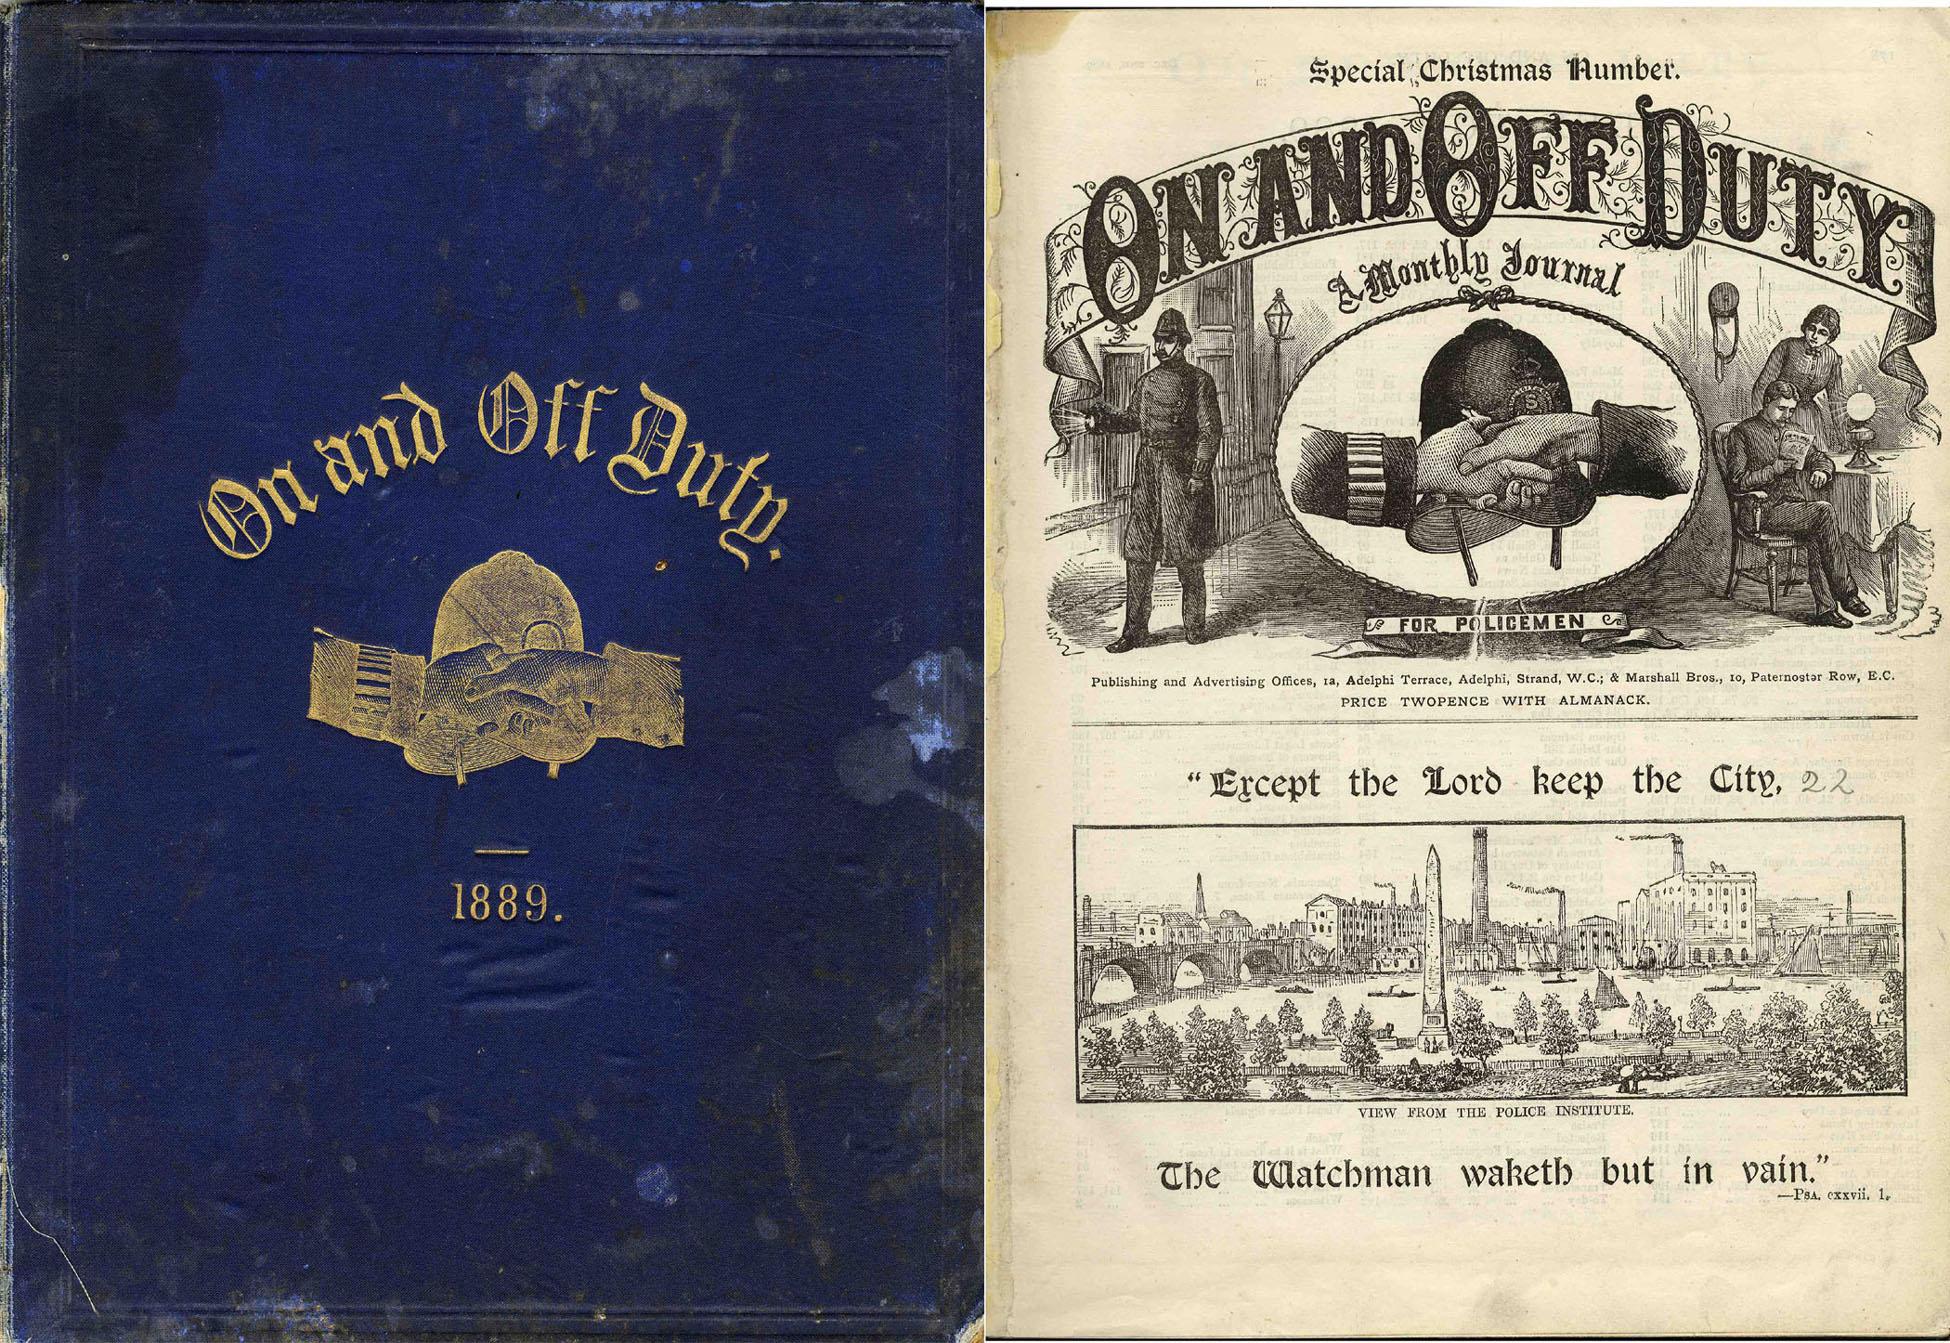 On and Off Duty.
1889.
Special Christmas Number.
ON AND OFF DUTY
A Monthly Journal
S
FOR POLICEMEN
Publishing and Advertising Offices, 1a, Adelphi Terrace, Adelphi, Strand, W.C.; & Marshall Bros., 10, Paternoster Row, E.C.
PRICE TWOPENCE WITH ALMANACK.
"Except the Lord keep the City, 22
VIEW FROM THE POLICE INSTITUTE.
The Watchman waketh but in vain."
—PSA. cxxvii. 1.